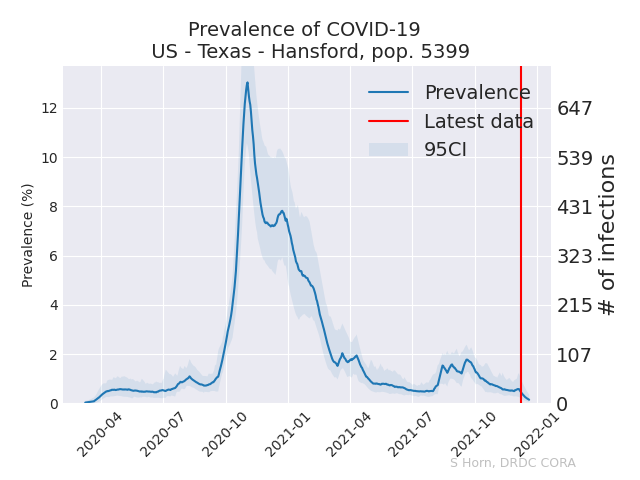 Prevalence of COVID-19
US - Texas - Hansford, pop. 5399
Prevalence
Latest data
95CI
Prevalence (%)
12
10
8
6
4
2
0
647
539
431
323
215
107
0
# of infections
2020-04
2020-07
2020-10
2021-01
2021-04
2021-07
2021-10
2022-01
S Horn, DRDC CORA